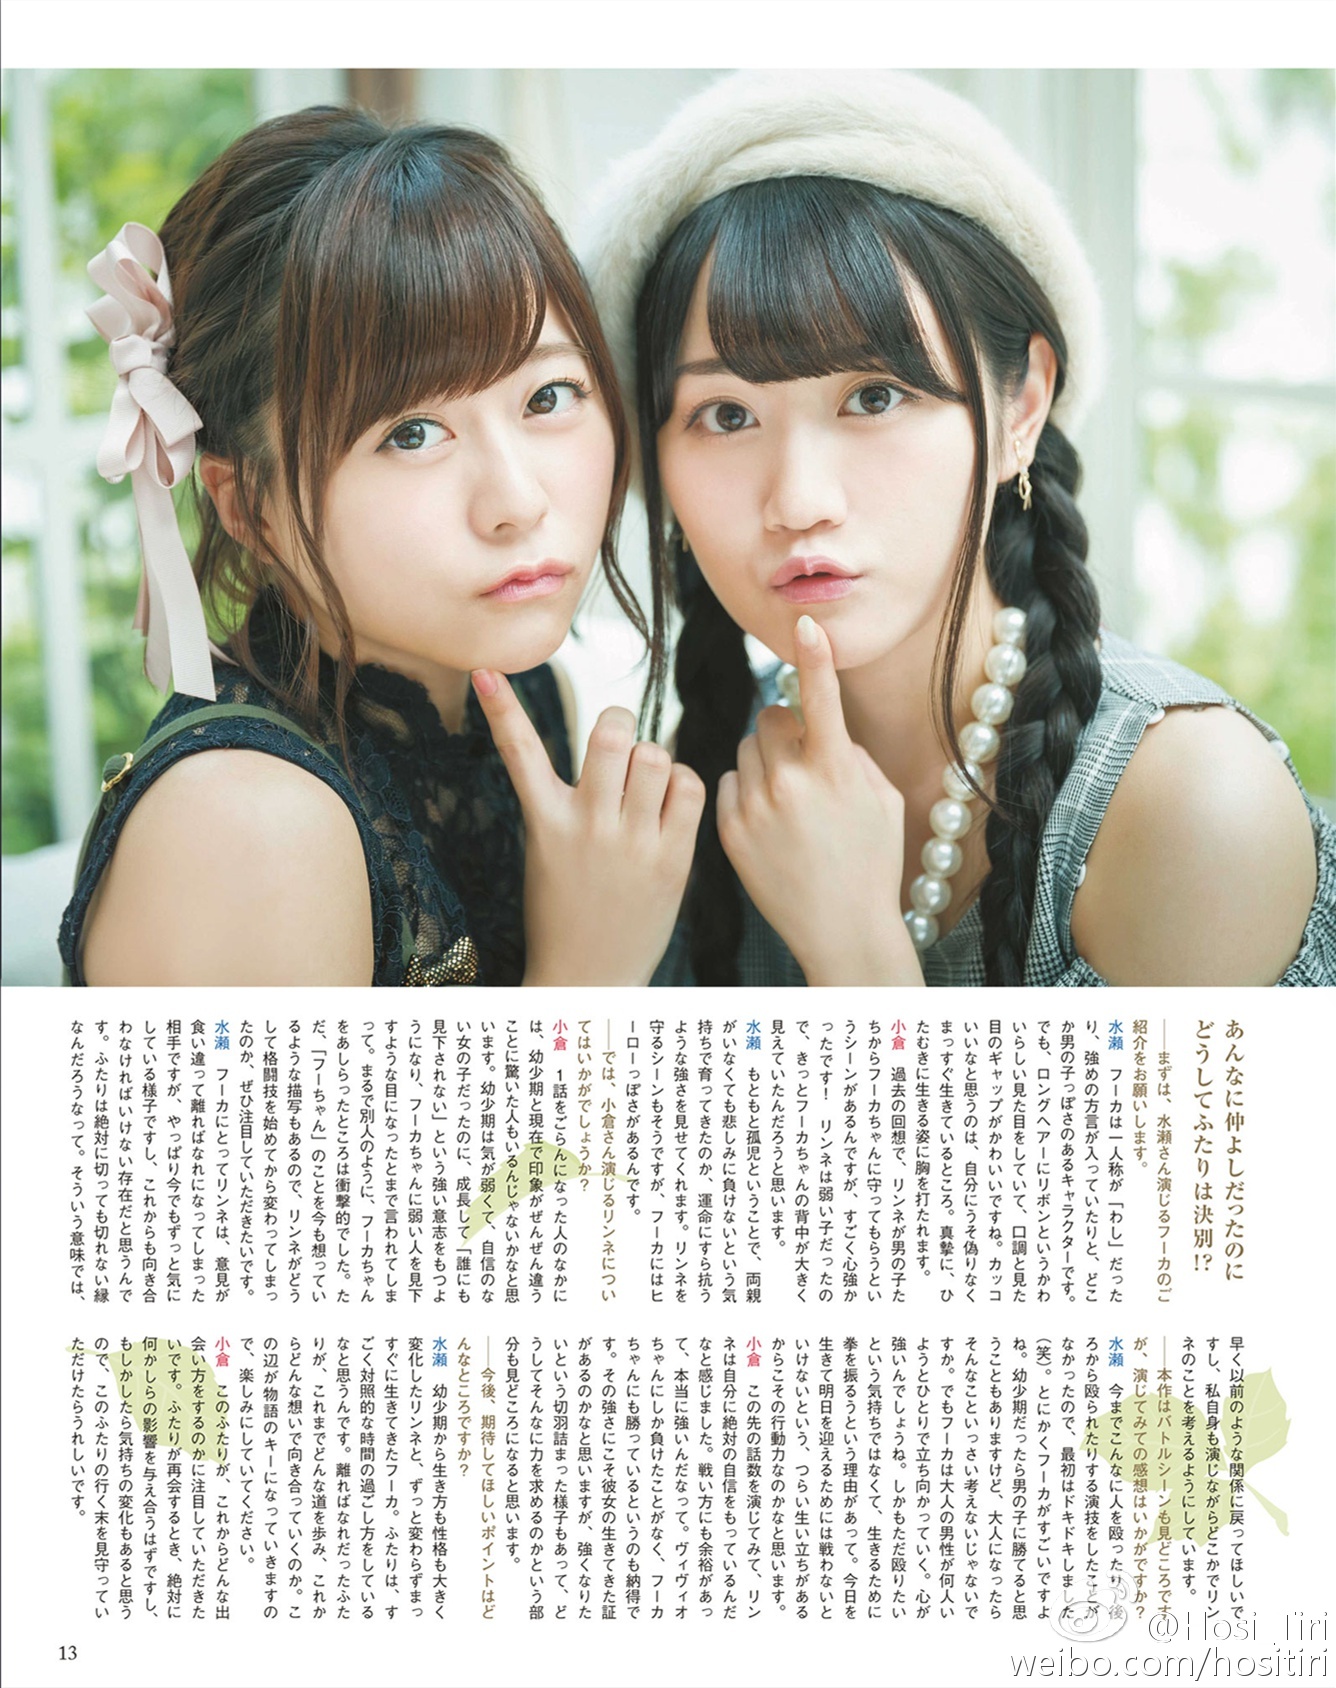 あんなに仲よしだったのに
どうしてふたりは決別!?
――まずは、水瀬さん演じるフーカのご
紹介をお願いします。
水瀬　フーカは一人称が「わし」だった
り、強めの方言が入っていたりと、どこ
か男の子っぽさのあるキャラクターです。
でも、ロングヘアーにリボンというかわ
いらしい見た目をしていて、口調と見た
目のギャップがかわいいですね。カッコ
いいなと思うのは、自分にうそ偽りなく
まっすぐ生きているところ。真摯に、ひ
たむきに生きる姿に胸を打たれます。
小倉　過去の回想で、リンネが男の子た
ちからフーカちゃんに守ってもらうとい
うシーンがあるんですが、すごく心強か
ったです！　リンネは弱い子だったの
で、きっとフーカちゃんの背中が大きく
見えていたんだろうと思います。
水瀬　もともと孤児ということで、両親
がいなくても悲しみに負けないという気
持ちで育ってきたのか、運命にすら抗う
ような強さを見せてくれます。リンネを
守るシーンもそうですが、フーカにはヒ
ーローっぽさがあるんです。
――では、小倉さん演じるリンネについ
てはいかがでしょうか？
小倉　1話をごらんになった人のなかに
は、幼少期と現在で印象がぜんぜん違う
ことに驚いた人もいるんじゃないかなと思
います。幼少期は気が弱くて、自信のな
い女の子だったのに、成長して「誰にも
見下されない」という強い意志をもつよ
うになり、フーカちゃんに弱い人を見下
すような目になったとまで言われてしま
って。まるで別人のように、フーカちゃん
をあしらったところは衝撃的でした。た
だ、「フーちゃん」のことを今も想ってい
るような描写もあるので、リンネがどう
して格闘技を始めてから変わってしまっ
たのか、ぜひ注目していただきたいです。
水瀬　フーカにとってリンネは、意見が
食い違って離ればなれになってしまった
相手ですが、やっぱり今でもずっと気に
している様子ですし、これからも向き合
わなければいけない存在だと思うんで
す。ふたりは絶対に切っても切れない縁
なんだろうなって。そういう意味では、
早く以前のような関係に戻ってほしいで
すし、私自身も演じながらどこかでリン
ネのことを考えるようにしています。
――本作はバトルシーンも見どころです
が、演じてみての感想はいかがですか？
水瀬　今までこんなに人を殴ったり、後
ろから殴られたりする演技をしたことが
なかったので、最初はドキドキしました
（笑）。とにかくフーカがすごいですよ
ね。幼少期だったら男の子に勝てると思
うこともありますけど、大人になったら
そんなこといっさい考えないじゃないで
すか。でもフーカは大人の男性が何人い
ようとひとりで立ち向かっていく。心が
強いんでしょうね。しかもただ殴りたい
という気持ちではなくて、生きるために
拳を振るうという理由があって。今日を
生きて明日を迎えるためには戦わないと
いけないという、つらい生い立ちがある
からこその行動力なのかなと思います。
小倉　この先の話数を演じてみて、リン
ネは自分に絶対の自信をもっているんだ
なと感じました。戦い方にも余裕があっ
て、本当に強いんだなって。ヴィヴィオ
ちゃんにしか負けたことがなく、フーカ
ちゃんにも勝っているというのも納得で
す。その強さにこそ彼女の生きてきた証
があるのかなと思いますが、強くなりた
いという切羽詰まった様子もあって、ど
うしてそんなに力を求めるのかという部
分も見どころになると思います。
――今後、期待してほしいポイントはど
んなところですか？
水瀬　幼少期から生き方も性格も大きく
変化したリンネと、ずっと変わらずまっ
すぐに生きてきたフーカ。ふたりは、す
ごく対照的な時間の過ごし方をしている
なと思うんです。離ればなれだったふた
りが、これまでどんな道を歩み、これか
らどんな想いで向き合っていくのか。こ
の辺が物語のキーになっていきますの
で、楽しみにしていてください。
小倉　このふたりが、これからどんな出
会い方をするのかに注目していただきた
いです。ふたりが再会するとき、絶対に
何かしらの影響を与え合うはずですし、
もしかしたら気持ちの変化もあると思う
ので、このふたりの行く末を見守ってい
ただけたらうれしいです。
13
@Hosi_Iiri
weibo.com/hositiri